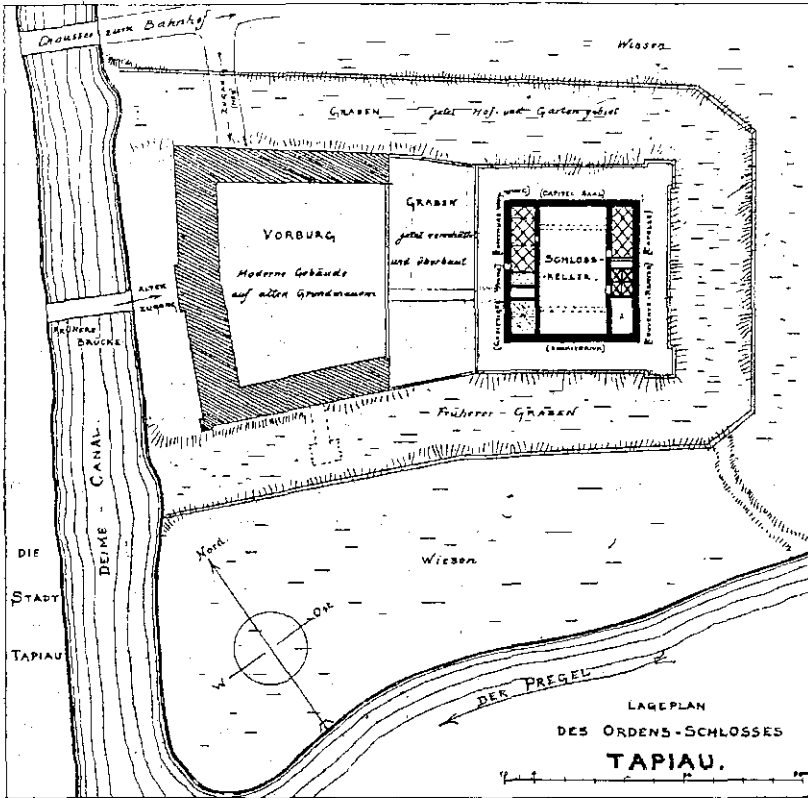 Chaussee zum Bahnhof
Wiesen
ZUGANG
GRABEN jetzt Hof- und Gartengebiet
VORBURG
Moderne Gebäude
auf alten Grundmauern
GRABEN
jetzt verschüttet
und überbaut
(CAPITEL SAAL)
(CAPELLE)
SCHLOSS-
KELLER
ALTER
ZUGANG
FRÜHERE
BRÜCKE
Früherer - GRABEN
DEIME - CANAL.
DIE
STADT
TAPIAU
Nord.
Ost
W
Wiesen
DER PREGEL
LAGEPLAN
DES ORDENS-SCHLOSSES
TAPIAU.